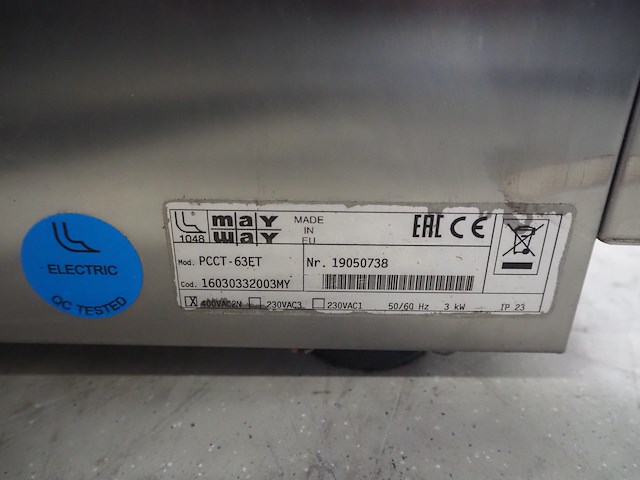 ELECTRIC
QC TESTED
1048
may
way
MADE
IN
EU
EAC CE
Mod. PCCT-63ET
Nr. 19050738
Cod. 16030332003MY
X 400VAC2N 230VAC3 230VAC1 50/60 Hz 3 kW IP 23